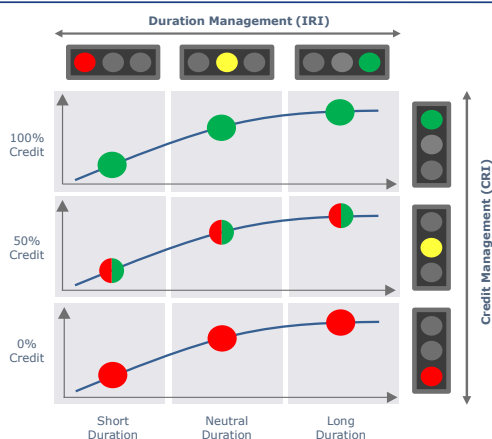 Duration Management (IRI)
100%
Credit
50%
Credit
0%
Credit
Credit Management (CRI)
Short
Duration
Neutral
Duration
Long
Duration